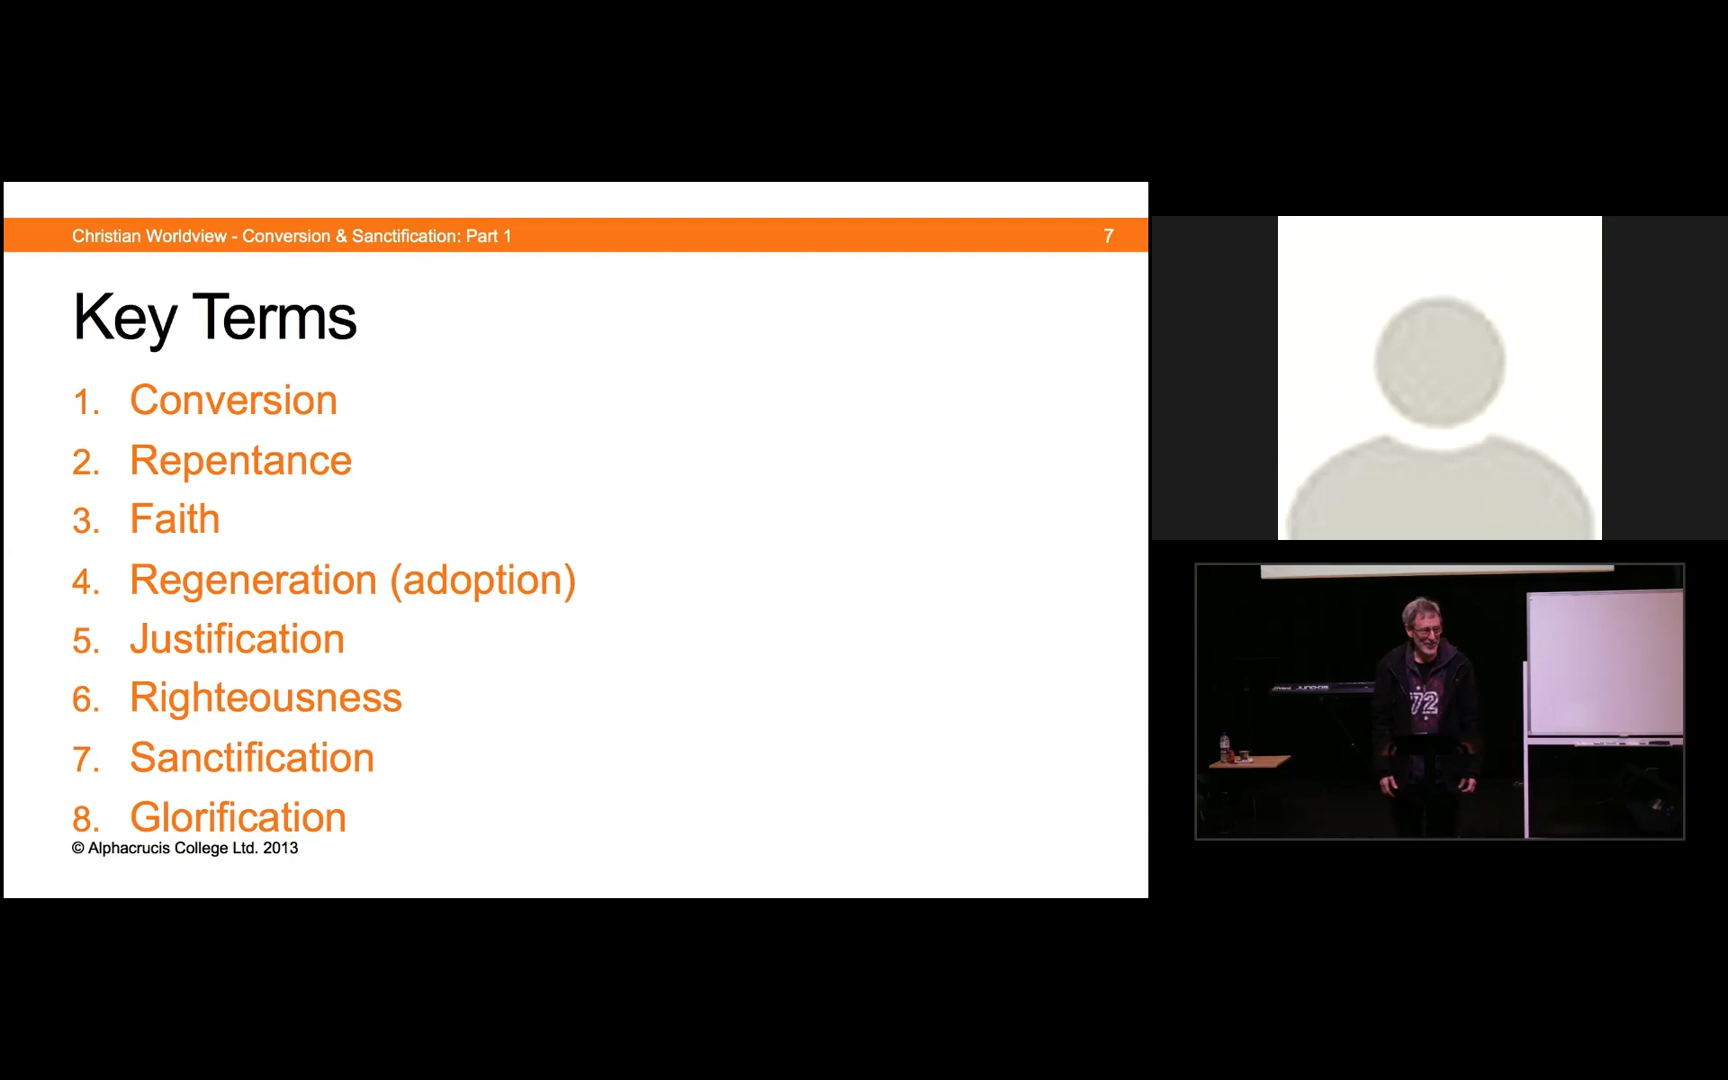 Christian Worldview - Conversion & Sanctification: Part 1
7
Key Terms
1. Conversion
2. Repentance
3. Faith
4. Regeneration (adoption)
5. Justification
6. Righteousness
7. Sanctification
8. Glorification
© Alphacrucis College Ltd. 2013
72